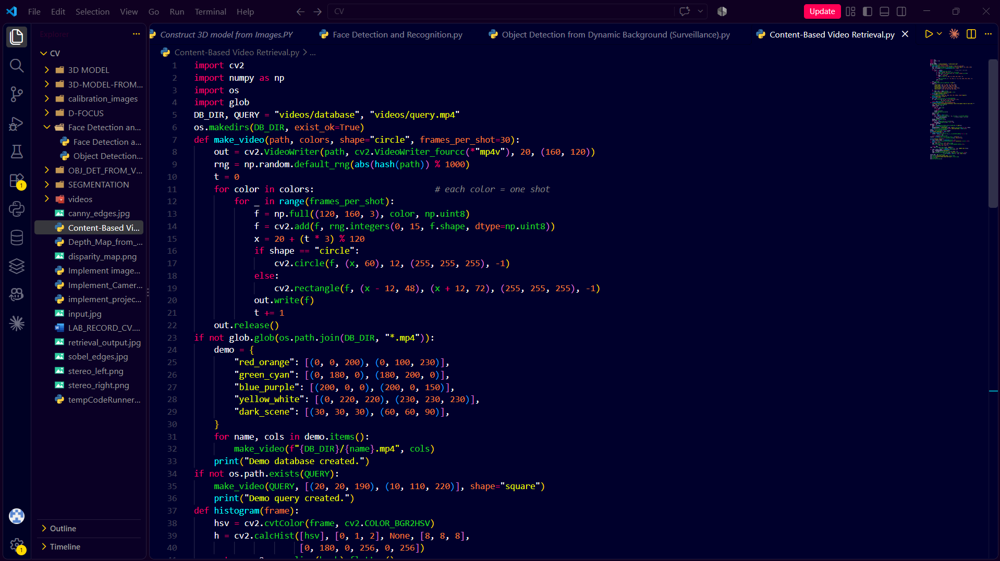 File Edit Selection View Go Run Terminal Help
CV
Update
Explorer
Construct 3D model from Images.PY
Face Detection and Recognition.py
Object Detection from Dynamic Background (Surveillance).py
Content-Based Video Retrieval.py
Content-Based Video Retrieval.py > ...
CV
3D MODEL
3D-MODEL-FROM...
calibration_images
D-FOCUS
Face Detection an...
Face Detection a...
Object Detection...
OBJ_DET_FROM_V...
SEGMENTATION
videos
canny_edges.jpg
Content-Based Vi...
Depth_Map_from_...
disparity_map.png
Implement image...
Implement_Camer...
implement_projec...
input.jpg
LAB_RECORD_CV....
retrieval_output.jpg
sobel_edges.jpg
stereo_left.png
stereo_right.png
tempCodeRunner...
Outline
Timeline
1
1
1 import cv2
2 import numpy as np
3 import os
4 import glob
5 DB_DIR, QUERY = "videos/database", "videos/query.mp4"
6 os.makedirs(DB_DIR, exist_ok=True)
7 def make_video(path, colors, shape="circle", frames_per_shot=30):
8     out = cv2.VideoWriter(path, cv2.VideoWriter_fourcc(*"mp4v"), 20, (160, 120))
9     rng = np.random.default_rng(abs(hash(path)) % 1000)
10     t = 0
11     for color in colors:                        # each color = one shot
12         for _ in range(frames_per_shot):
13             f = np.full((120, 160, 3), color, np.uint8)
14             f = cv2.add(f, rng.integers(0, 15, f.shape, dtype=np.uint8))
15             x = 20 + (t * 3) % 120
16             if shape == "circle":
17                 cv2.circle(f, (x, 60), 12, (255, 255, 255), -1)
18             else:
19                 cv2.rectangle(f, (x - 12, 48), (x + 12, 72), (255, 255, 255), -1)
20             out.write(f)
21             t += 1
22     out.release()
23 if not glob.glob(os.path.join(DB_DIR, "*.mp4")):
24     demo = {
25         "red_orange": [(0, 0, 200), (0, 100, 230)],
26         "green_cyan": [(0, 180, 0), (180, 200, 0)],
27         "blue_purple": [(200, 0, 0), (200, 0, 150)],
28         "yellow_white": [(0, 220, 220), (230, 230, 230)],
29         "dark_scene": [(30, 30, 30), (60, 60, 90)],
30     }
31     for name, cols in demo.items():
32         make_video(f"{DB_DIR}/{name}.mp4", cols)
33     print("Demo database created.")
34 if not os.path.exists(QUERY):
35     make_video(QUERY, [(20, 20, 190), (10, 110, 220)], shape="square")
36     print("Demo query created.")
37 def histogram(frame):
38     hsv = cv2.cvtColor(frame, cv2.COLOR_BGR2HSV)
39     h = cv2.calcHist([hsv], [0, 1, 2], None, [8, 8, 8],
40                      [0, 180, 0, 256, 0, 256])